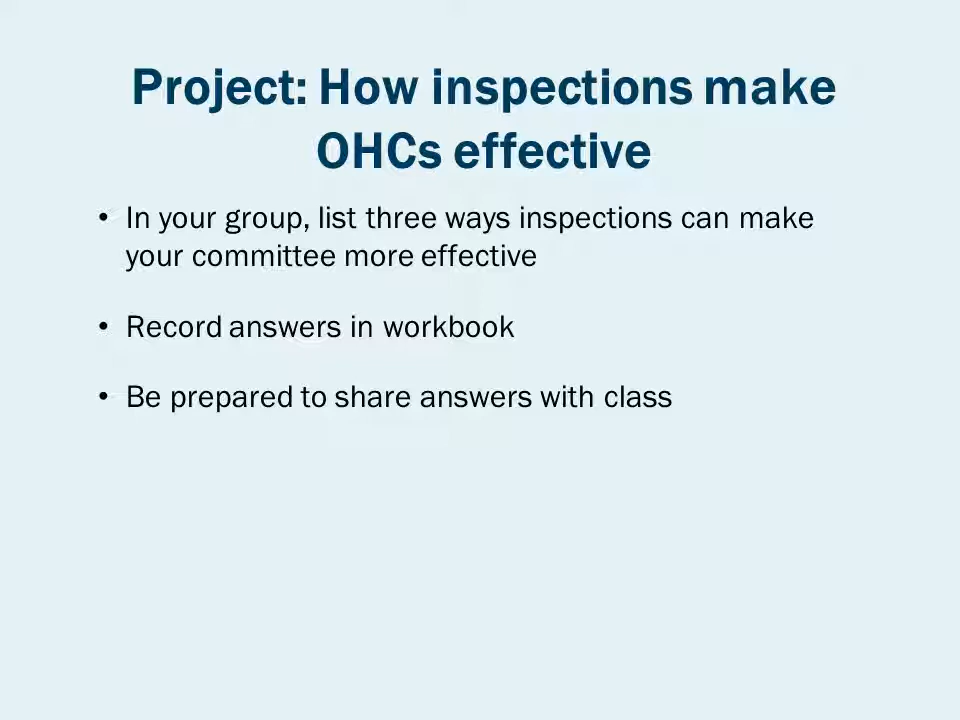 Project: How inspections make
OHCs effective
• In your group, list three ways inspections can make
your committee more effective
• Record answers in workbook
• Be prepared to share answers with class